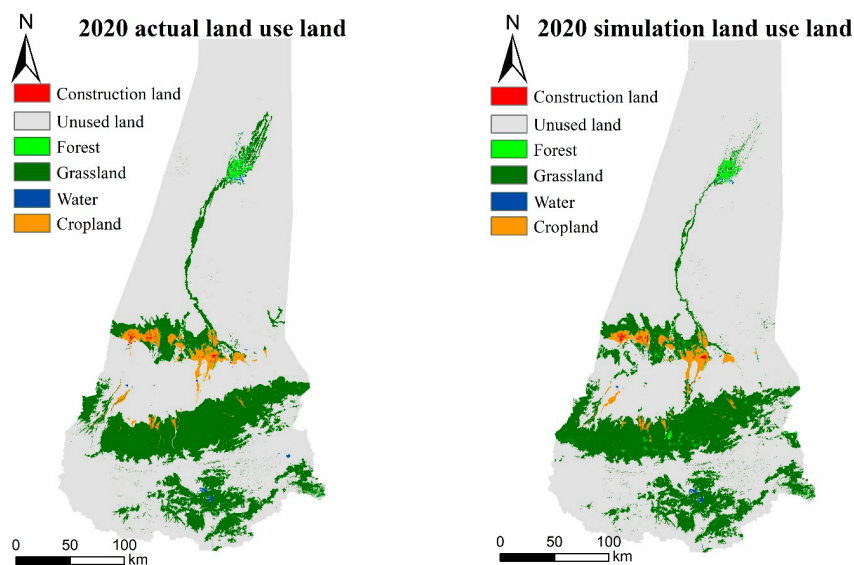 N
2020 actual land use land
Construction land
Unused land
Forest
Grassland
Water
Cropland
0 50 100
km
N
2020 simulation land use land
Construction land
Unused land
Forest
Grassland
Water
Cropland
0 50 100
km